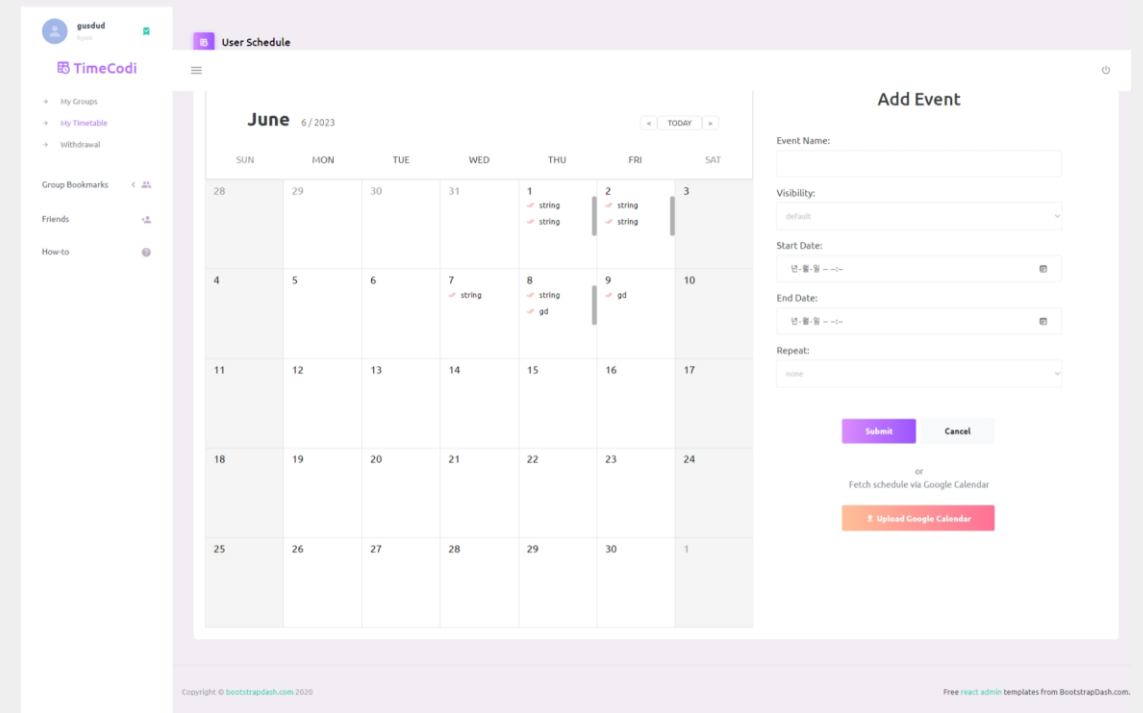 gusdud
TimeCodi
My Groups
My Timetable
Withdrawal
Group Bookmarks
Friends
How-to
User Schedule
June 6 / 2023
< TODAY >
SUN MON TUE WED THU FRI SAT
28 29 30 31 1 2 3
string string
string string
4 5 6 7 8 9 10
string string gd
gd
11 12 13 14 15 16 17
18 19 20 21 22 23 24
25 26 27 28 29 30 1
Add Event
Event Name:
Visibility:
default
Start Date:
년-월-일 -- --:--
End Date:
년-월-일 -- --:--
Repeat:
none
Submit Cancel
or
Fetch schedule via Google Calendar
Upload Google Calendar
Copyright © bootstrapdash.com 2020
Free react admin templates from BootstrapDash.com.